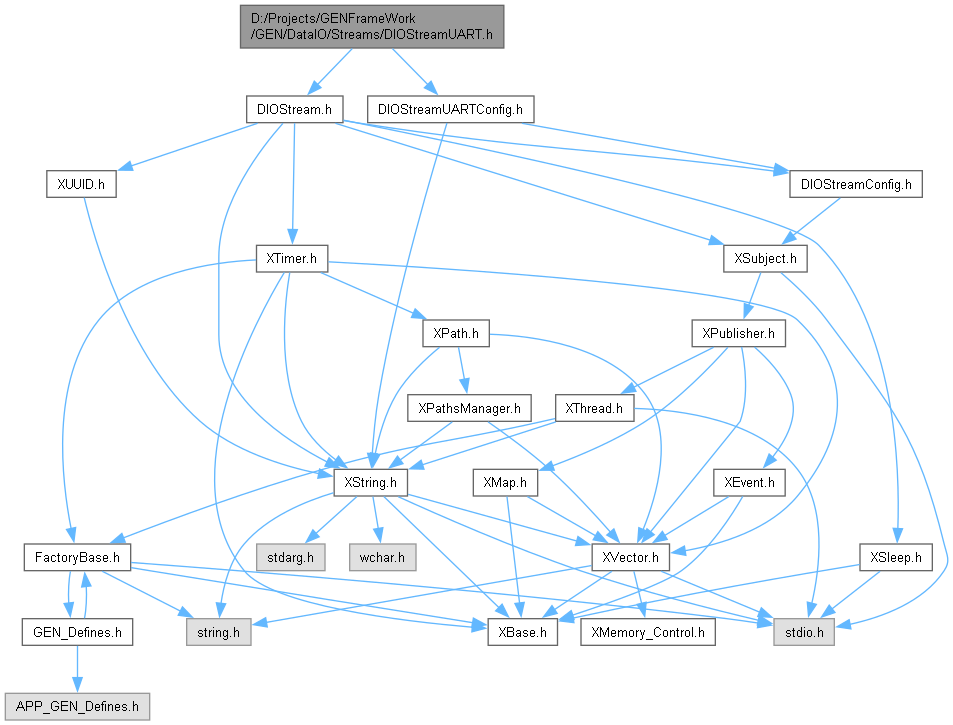 D:/Projects/GENFrameWork
/GEN/DataIO/Streams/DIOStreamUART.h
DIOStream.h
DIOStreamUARTConfig.h
XUUID.h
DIOStreamConfig.h
XTimer.h
XSubject.h
XPath.h
XPublisher.h
XPathsManager.h
XThread.h
XString.h
XMap.h
XEvent.h
FactoryBase.h
stdarg.h
wchar.h
XVector.h
XSleep.h
GEN_Defines.h
string.h
XBase.h
XMemory_Control.h
stdio.h
APP_GEN_Defines.h